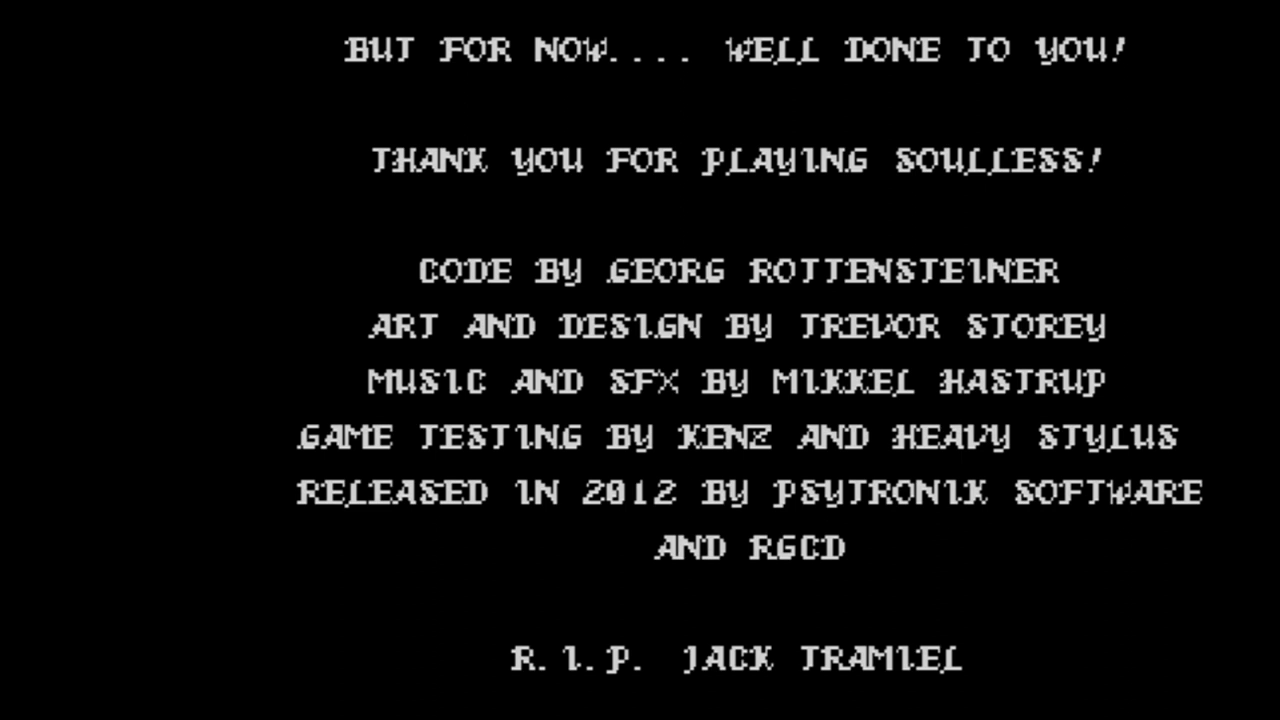 BUT FOR NOW.... WELL DONE TO YOU!
THANK YOU FOR PLAYING SOULLESS!
CODE BY GEORG ROTTENSTEINER
ART AND DESIGN BY TREVOR STOREY
MUSIC AND SFX BY MIKKEL HASTRUP
GAME TESTING BY KENZ AND HEAVY STYLUS
RELEASED IN 2012 BY PSYTRONIK SOFTWARE
AND RGCD
R.I.P. JACK TRAMIEL